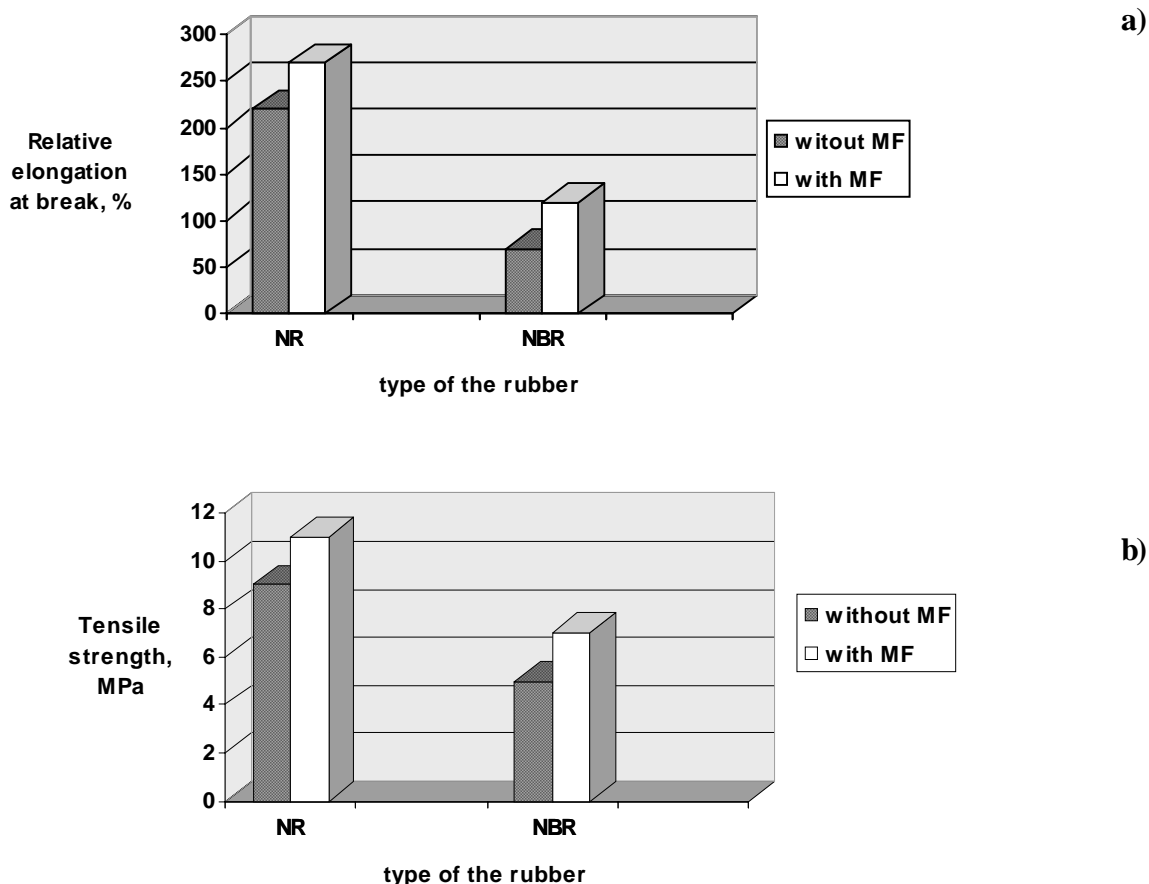 a)
300
250
200
150
100
50
0
Relative
elongation
at break, %
witout MF
with MF
NR
NBR
type of the rubber
b)
12
10
8
6
4
2
0
Tensile
strength,
MPa
without MF
with MF
NR
NBR
type of the rubber